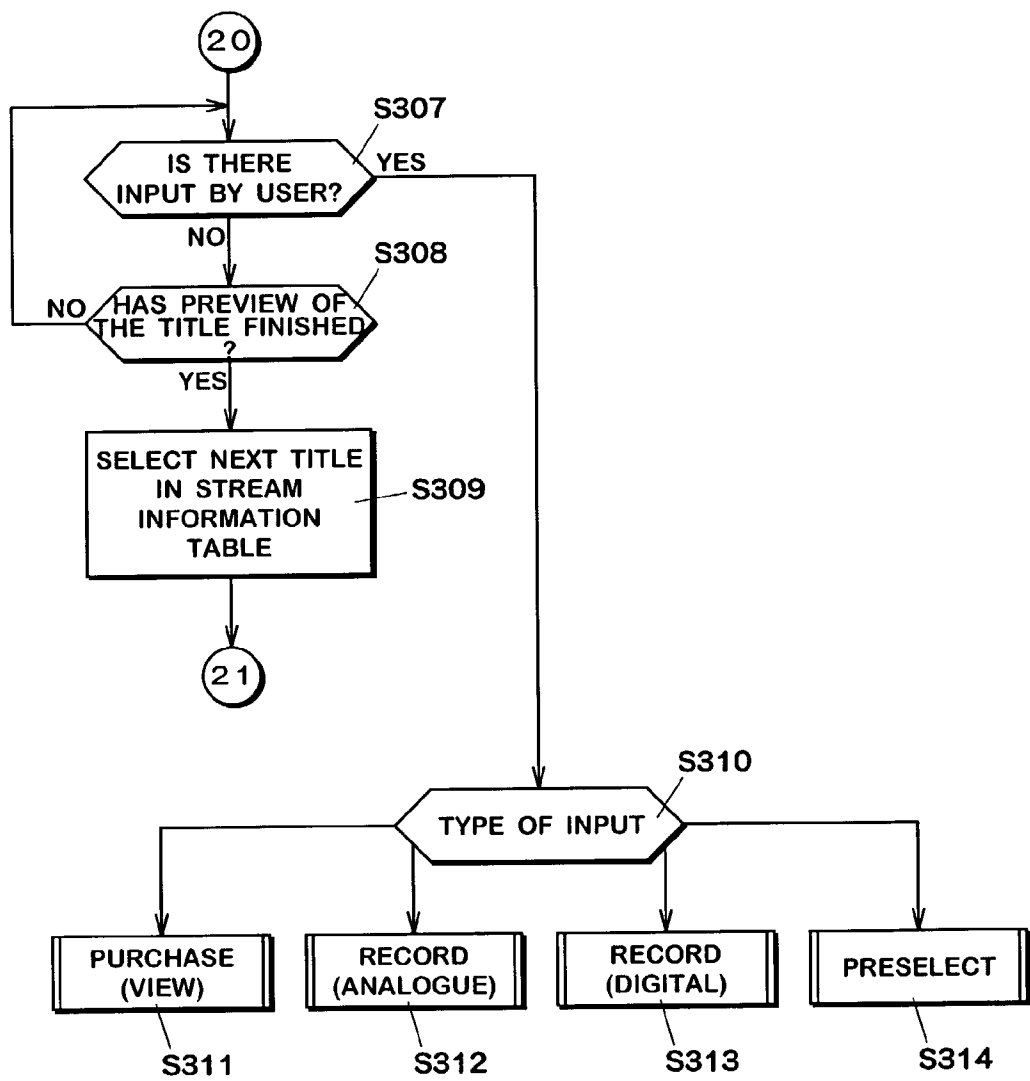 20
S307
IS THERE
INPUT BY USER?
YES
NO
S308
NO
HAS PREVIEW OF
THE TITLE FINISHED
?
YES
SELECT NEXT TITLE
IN STREAM
INFORMATION
TABLE
S309
21
S310
TYPE OF INPUT
PURCHASE
(VIEW)
RECORD
(ANALOGUE)
RECORD
(DIGITAL)
PRESELECT
S311
S312
S313
S314